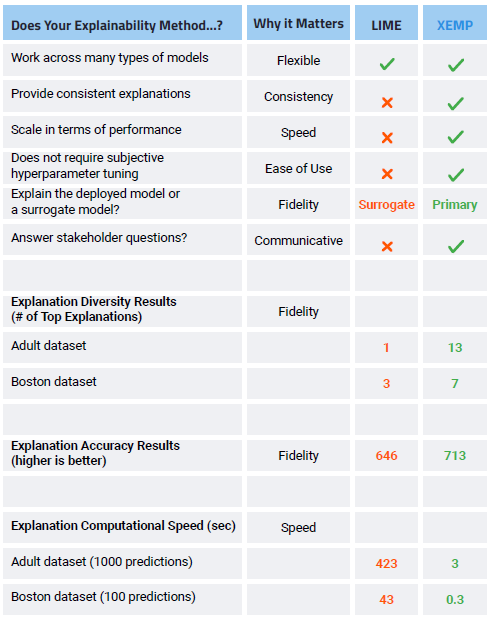 Does Your Explainability Method...? Why it Matters LIME XEMP
Work across many types of models Flexible
Provide consistent explanations Consistency
Scale in terms of performance Speed
Does not require subjective
hyperparameter tuning Ease of Use
Explain the deployed model or
a surrogate model? Fidelity Surrogate Primary
Answer stakeholder questions? Communicative
Explanation Diversity Results
(# of Top Explanations) Fidelity
Adult dataset 1 13
Boston dataset 3 7
Explanation Accuracy Results
(higher is better) Fidelity 646 713
Explanation Computational Speed (sec) Speed
Adult dataset (1000 predictions) 423 3
Boston dataset (100 predictions) 43 0.3